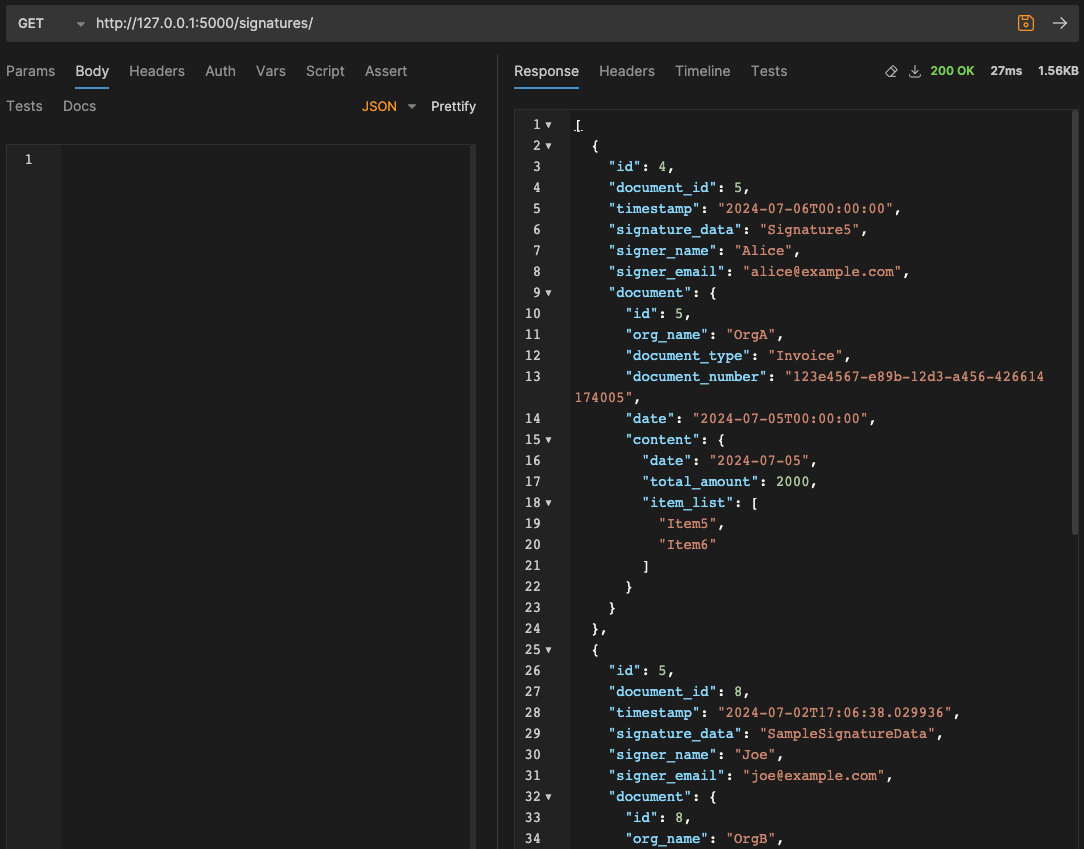 GET http://127.0.0.1:5000/signatures/
Params Body Headers Auth Vars Script Assert
Tests Docs JSON Prettify
1
Response Headers Timeline Tests 200 OK 27ms 1.56KB
1 [
2 {
3 "id": 4,
4 "document_id": 5,
5 "timestamp": "2024-07-06T00:00:00",
6 "signature_data": "Signature5",
7 "signer_name": "Alice",
8 "signer_email": "alice@example.com",
9 "document": {
10 "id": 5,
11 "org_name": "OrgA",
12 "document_type": "Invoice",
13 "document_number": "123e4567-e89b-12d3-a456-426614
174005",
14 "date": "2024-07-05T00:00:00",
15 "content": {
16 "date": "2024-07-05",
17 "total_amount": 2000,
18 "item_list": [
19 "Item5",
20 "Item6"
21 ]
22 }
23 }
24 },
25 {
26 "id": 5,
27 "document_id": 8,
28 "timestamp": "2024-07-02T17:06:38.029936",
29 "signature_data": "SampleSignatureData",
30 "signer_name": "Joe",
31 "signer_email": "joe@example.com",
32 "document": {
33 "id": 8,
34 "org_name": "OrgB",